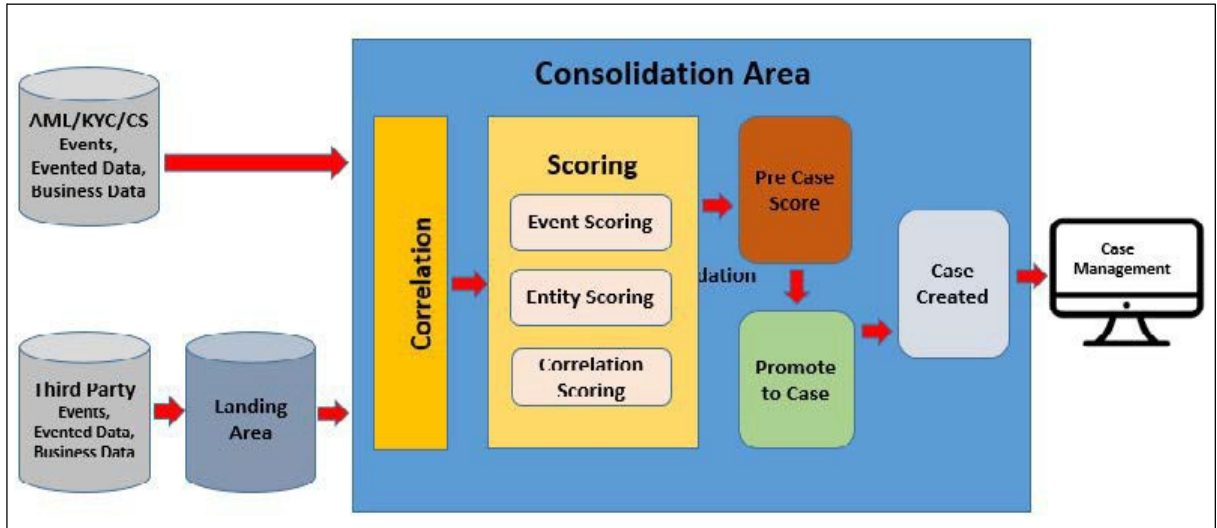 Consolidation Area
AML/KYC/CS
Events,
Evented Data,
Business Data
Correlation
Scoring
Event Scoring
Entity Scoring
Correlation
Scoring
Pre Case
Score
dation
Promote
to Case
Case
Created
Case
Management
Third Party
Events,
Evented Data,
Business Data
Landing
Area